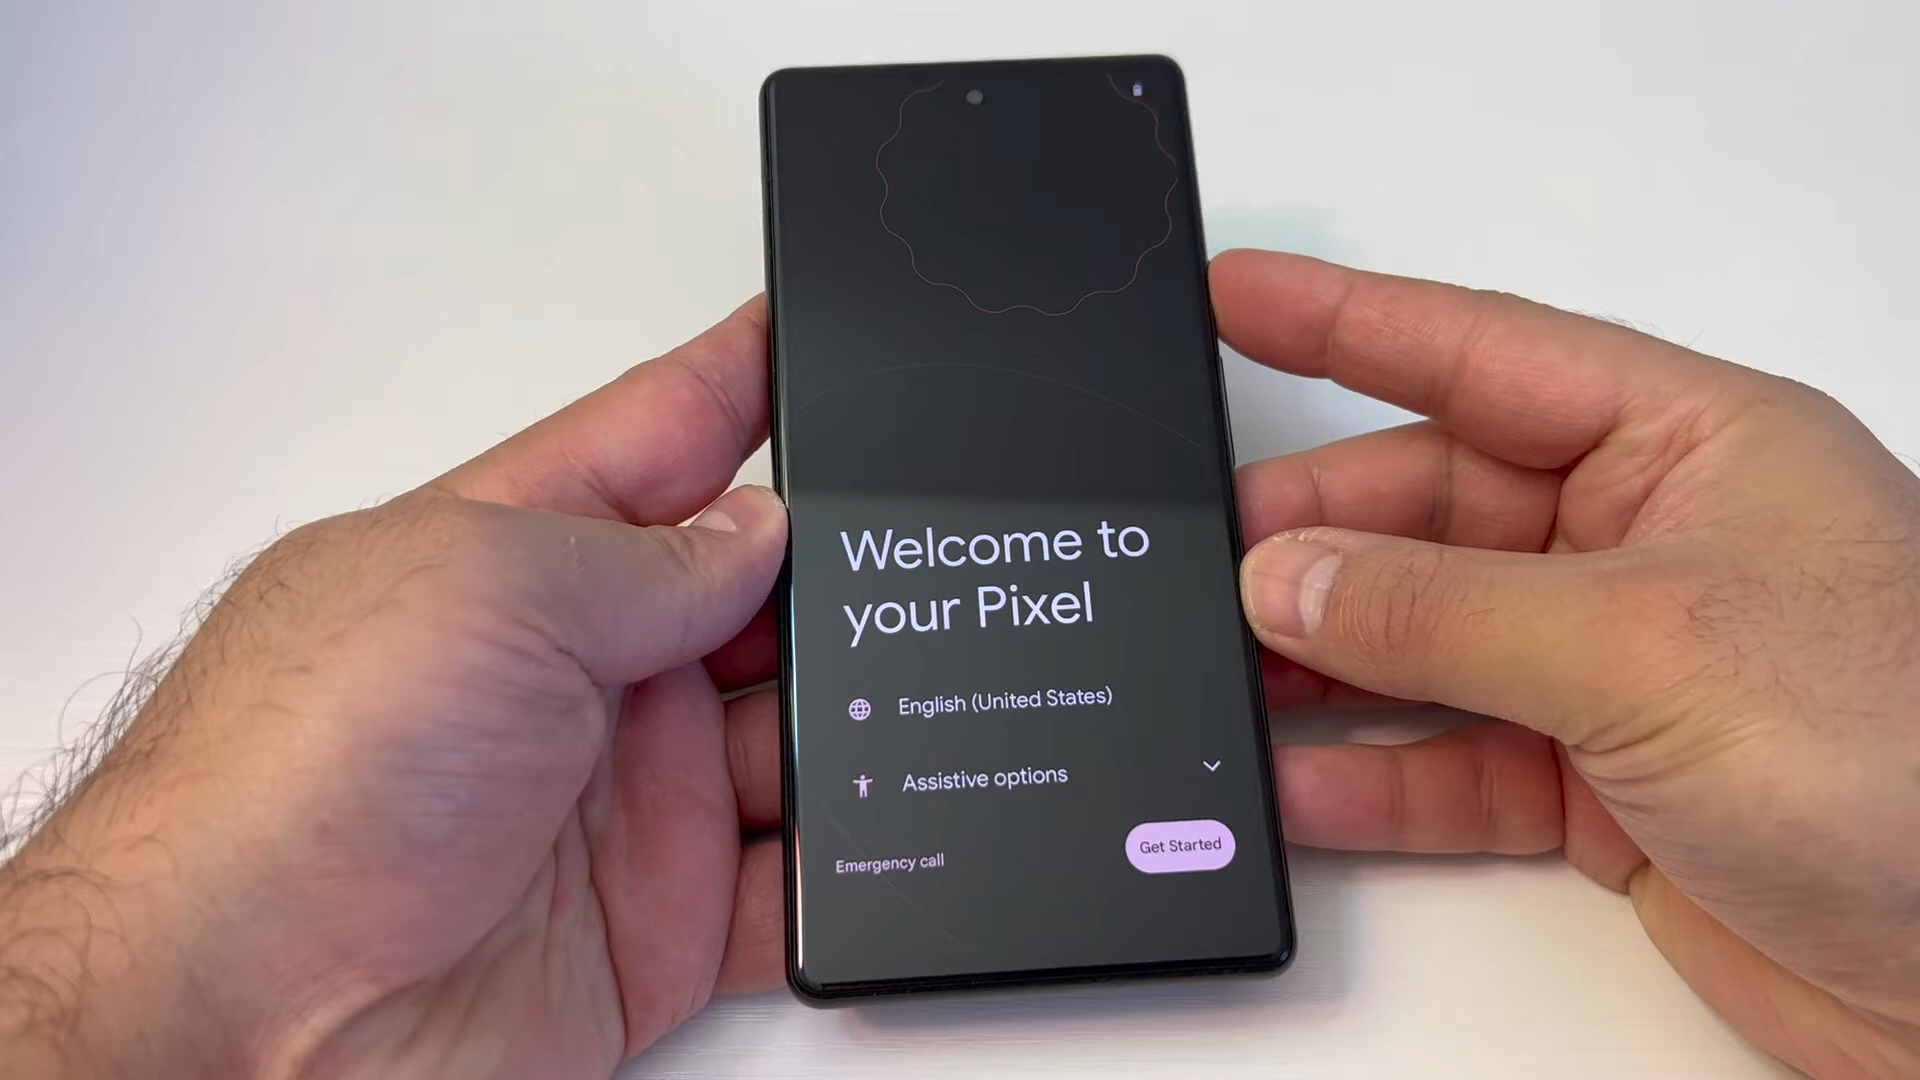 Welcome to
your Pixel
English (United States)
Assistive options
Emergency call
Get Started